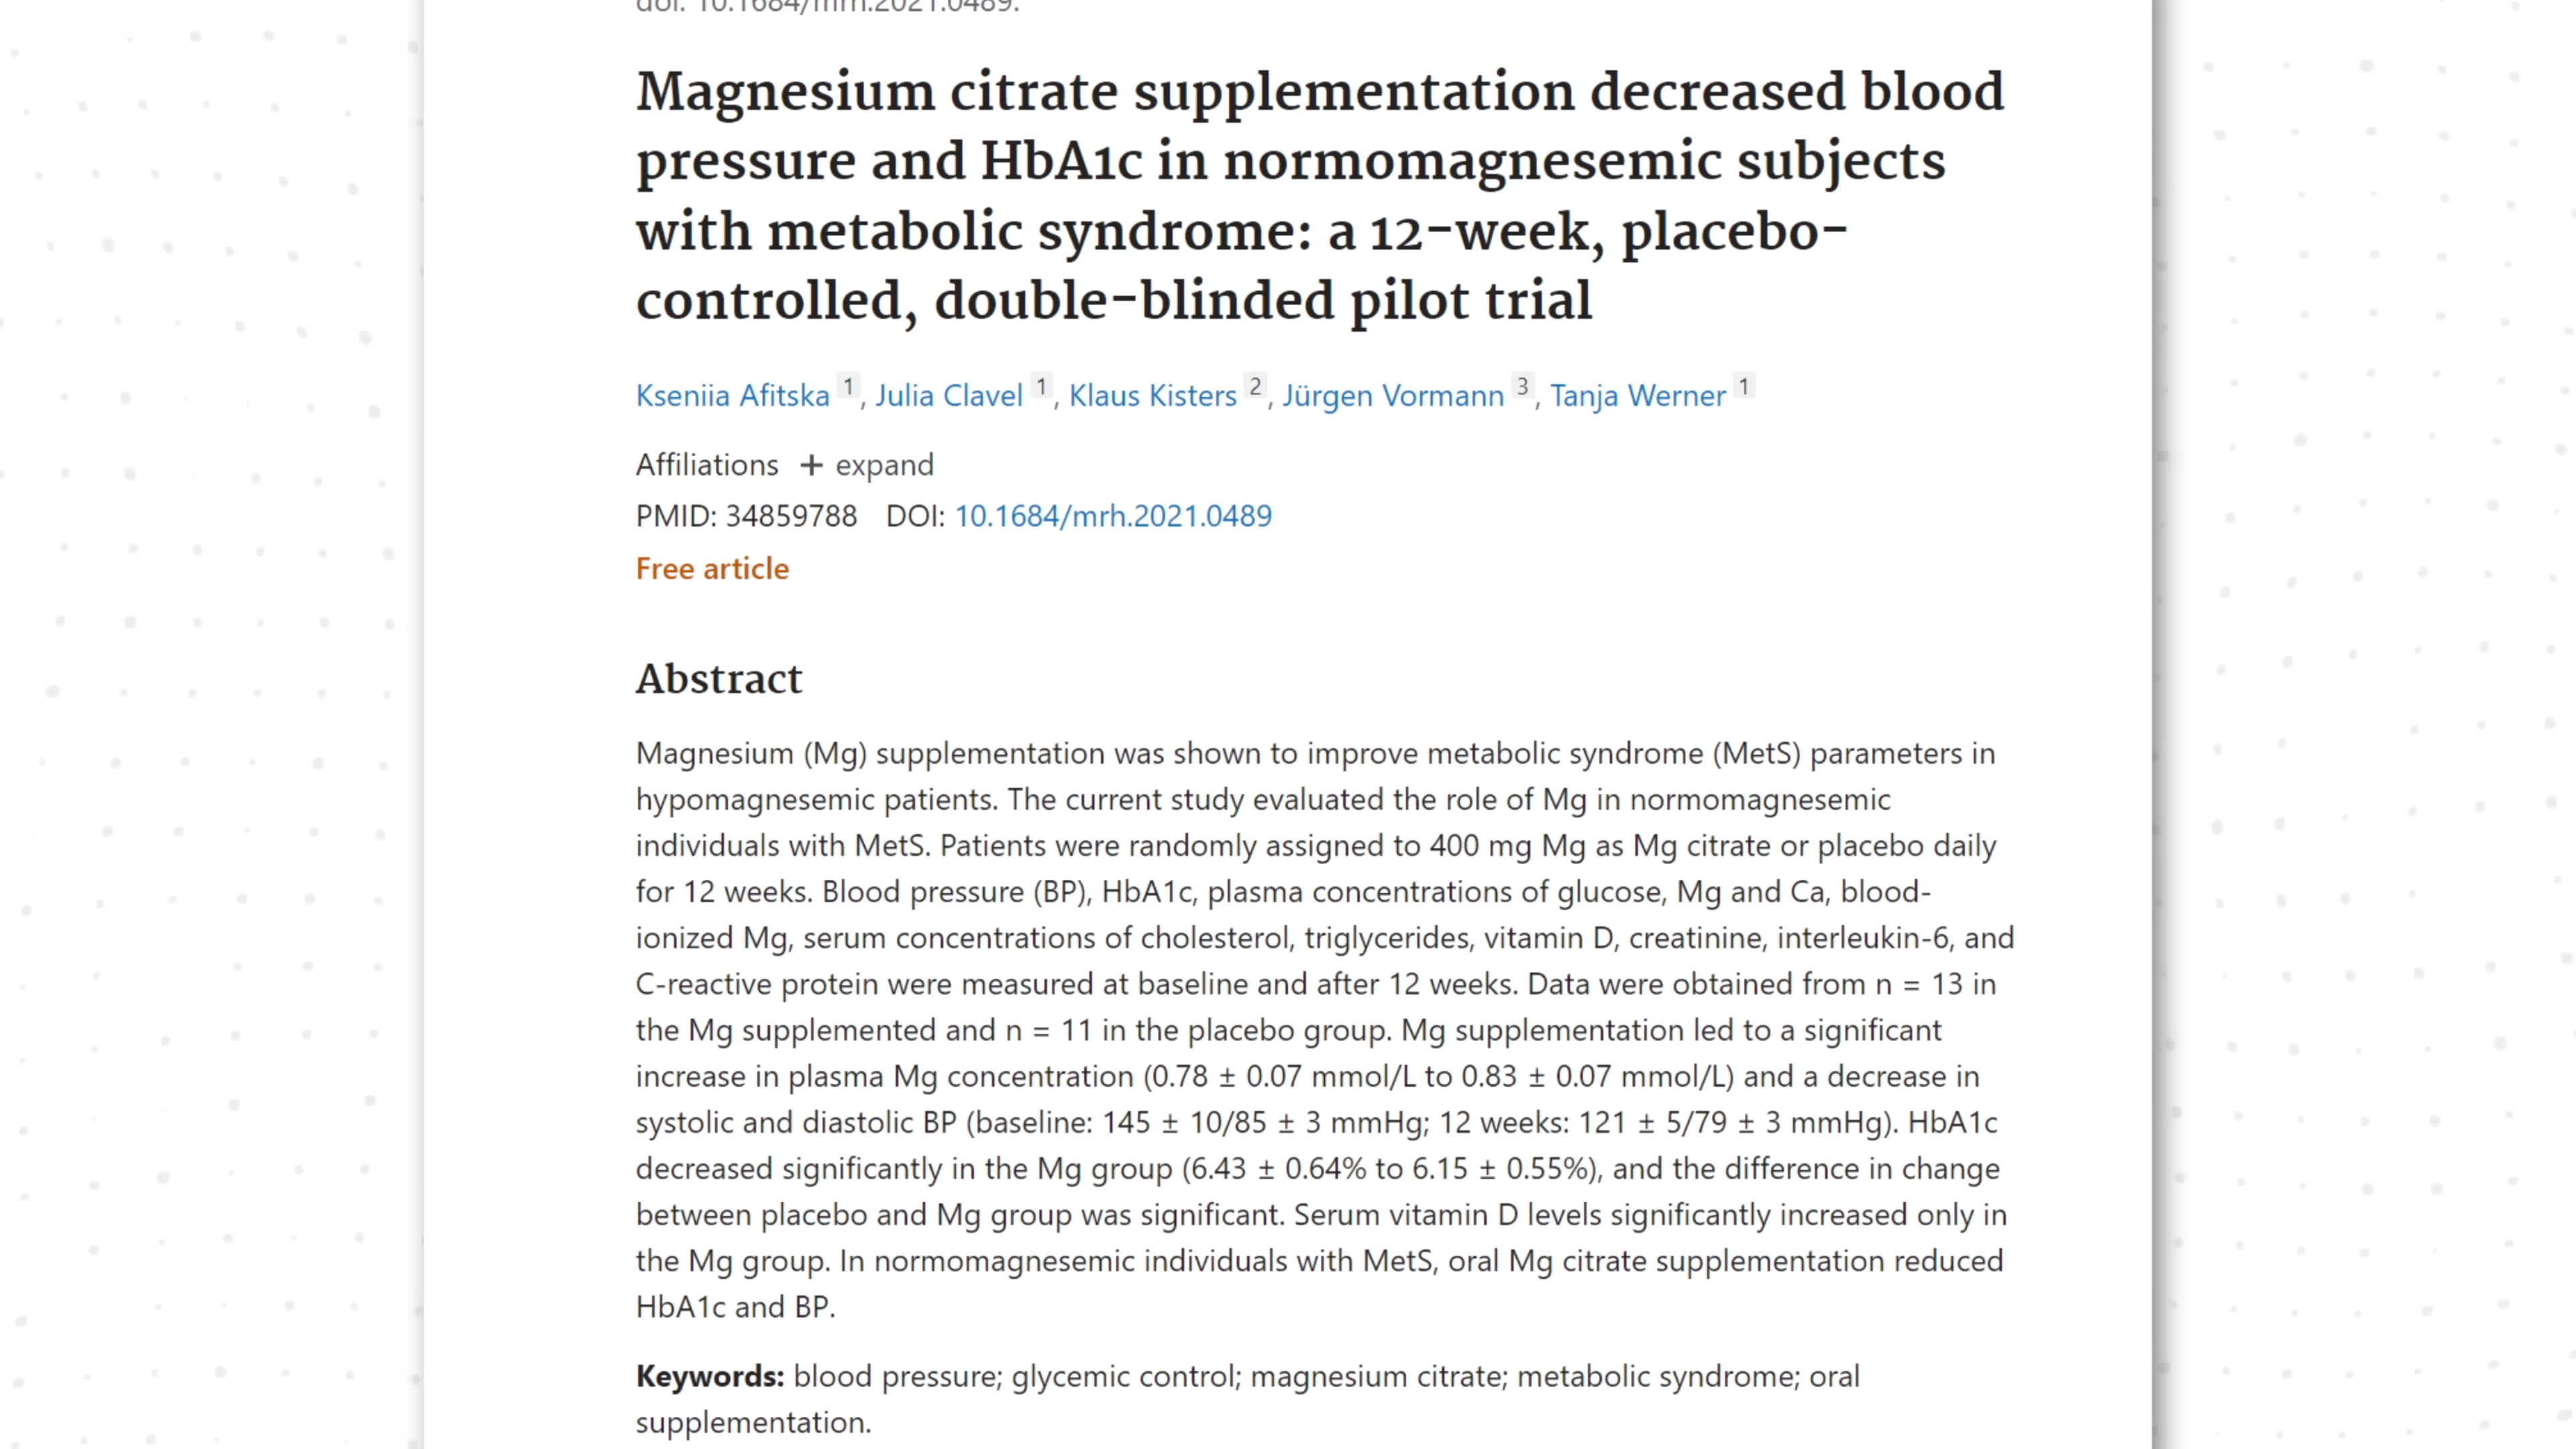 doi: 10.1684/mrh.2021.0489.
Magnesium citrate supplementation decreased blood
pressure and HbA1c in normomagnesemic subjects
with metabolic syndrome: a 12-week, placebo-
controlled, double-blinded pilot trial
Kseniia Afitska 1, Julia Clavel 1, Klaus Kisters 2, Jürgen Vormann 3, Tanja Werner 1
Affiliations + expand
PMID: 34859788 DOI: 10.1684/mrh.2021.0489
Free article
Abstract
Magnesium (Mg) supplementation was shown to improve metabolic syndrome (MetS) parameters in
hypomagnesemic patients. The current study evaluated the role of Mg in normomagnesemic
individuals with MetS. Patients were randomly assigned to 400 mg Mg as Mg citrate or placebo daily
for 12 weeks. Blood pressure (BP), HbA1c, plasma concentrations of glucose, Mg and Ca, blood-
ionized Mg, serum concentrations of cholesterol, triglycerides, vitamin D, creatinine, interleukin-6, and
C-reactive protein were measured at baseline and after 12 weeks. Data were obtained from n = 13 in
the Mg supplemented and n = 11 in the placebo group. Mg supplementation led to a significant
increase in plasma Mg concentration (0.78 ± 0.07 mmol/L to 0.83 ± 0.07 mmol/L) and a decrease in
systolic and diastolic BP (baseline: 145 ± 10/85 ± 3 mmHg; 12 weeks: 121 ± 5/79 ± 3 mmHg). HbA1c
decreased significantly in the Mg group (6.43 ± 0.64% to 6.15 ± 0.55%), and the difference in change
between placebo and Mg group was significant. Serum vitamin D levels significantly increased only in
the Mg group. In normomagnesemic individuals with MetS, oral Mg citrate supplementation reduced
HbA1c and BP.
Keywords: blood pressure; glycemic control; magnesium citrate; metabolic syndrome; oral
supplementation.